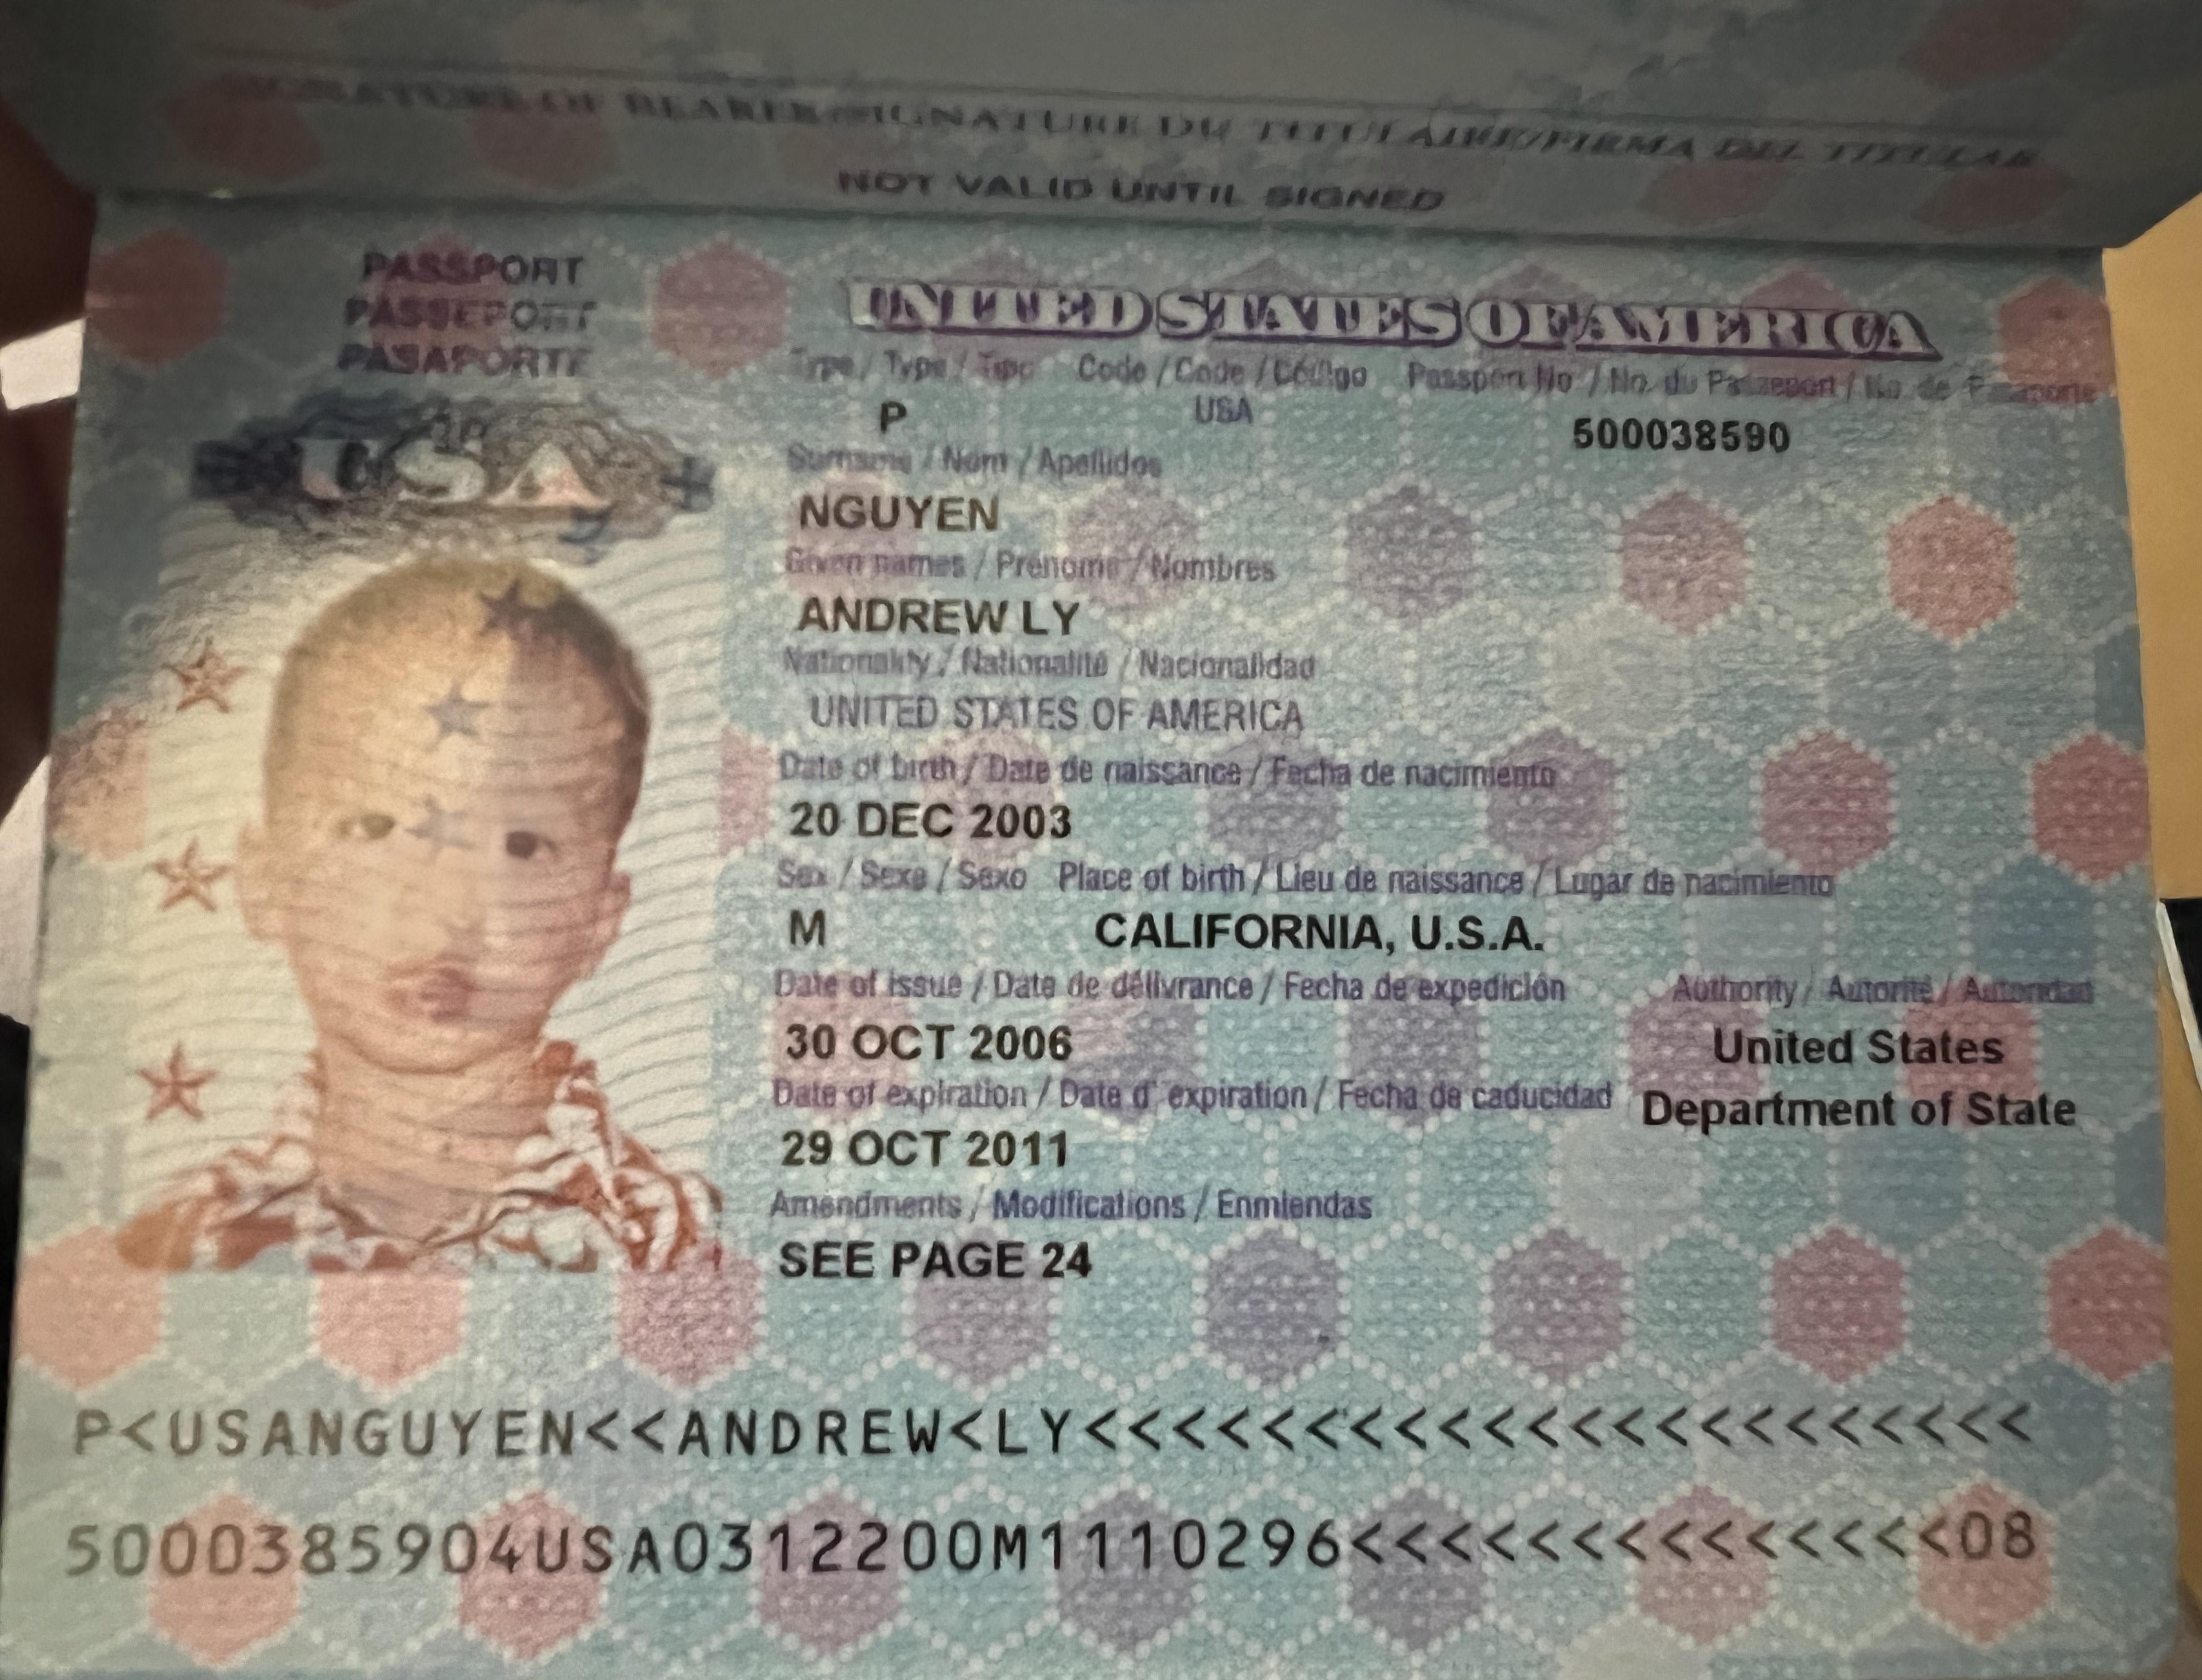 SIGNATURE OF BEARER/SIGNATURE DU TITULAIRE/FIRMA DEL TITULAR
NOT VALID UNTIL SIGNED
PASSPORT
PASSEPORT
PASAPORTE
USA
UNITED STATES OF AMERICA
Type / Type / Tipo Code / Code / Código Passport No / No. du Passeport / No. de Pasaporte
P USA 500038590
Surname / Nom / Apellidos
NGUYEN
Given names / Prénoms / Nombres
ANDREW LY
Nationality / Nationalité / Nacionalidad
UNITED STATES OF AMERICA
Date of birth / Date de naissance / Fecha de nacimiento
20 DEC 2003
Sex / Sexe / Sexo Place of birth / Lieu de naissance / Lugar de nacimiento
M CALIFORNIA, U.S.A.
Date of issue / Date de délivrance / Fecha de expedición Authority / Autorité / Autoridad
30 OCT 2006 United States
Date of expiration / Date d' expiration / Fecha de caducidad Department of State
29 OCT 2011
Amendments / Modifications / Enmiendas
SEE PAGE 24
P<USANGUYEN<<ANDREW<LY<<<<<<<<<<<<<<<<<<<<<<
5000385904USA0312200M1110296<<<<<<<<<<<<<<08